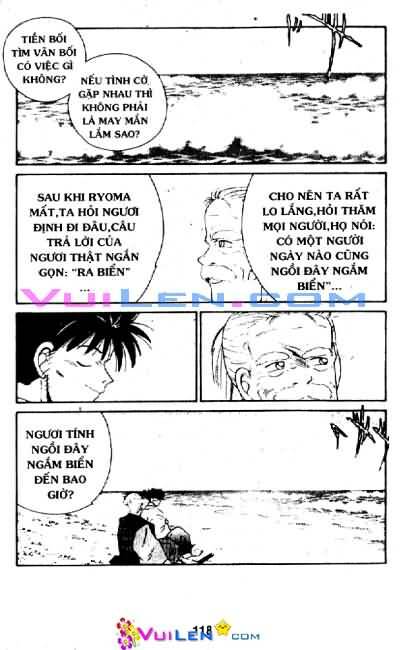 TIỀN BỐI
TÌM VÂN BỐI
CÓ VIỆC GÌ
KHÔNG?
NẾU TÌNH CỜ
GẶP NHAU THÌ
KHÔNG PHẢI
LÀ MAY MẮN
LẮM SAO?
SAU KHI RYOMA
MẤT,TA HỎI NGƯƠI
ĐỊNH ĐI ĐÂU,CÂU
TRẢ LỜI CỦA
NGƯƠI THẬT NGẮN
GỌN: "RA BIỂN"
...
CHO NÊN TA RẤT
LO LẮNG,HỎI THĂM
MỌI NGƯỜI,HỌ NÓI:
CÓ MỘT NGƯỜI
NGÀY NÀO CŨNG
NGỒI ĐÂY NGẮM
BIỂN"...
VUILEN.COM
NGƯƠI TÍNH
NGỒI ĐÂY
NGẮM BIỂN
ĐẾN BAO
GIỜ?
118
VUILEN